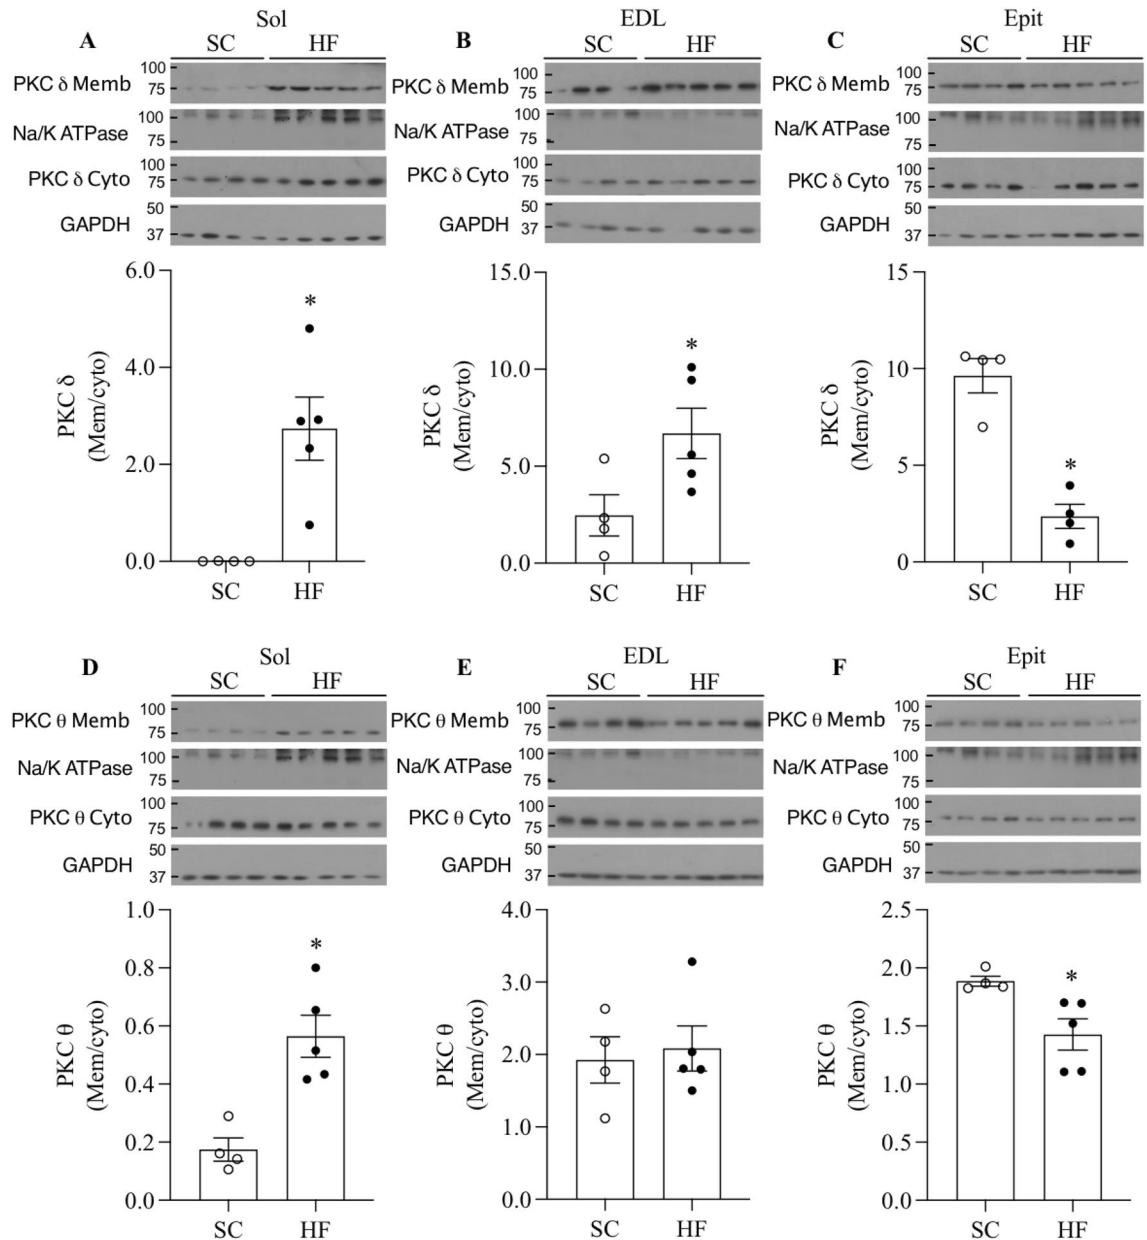 Sol EDL Epit
A SC HF B SC HF C SC HF
PKC δ Memb 100 75 PKC δ Memb 100 75 PKC δ Memb 100 75
Na/K ATPase 100 75 Na/K ATPase 100 75 Na/K ATPase 100 75
PKC δ Cyto 100 75 PKC δ Cyto 100 75 PKC δ Cyto 100 75
GAPDH 50 37 GAPDH 50 37 GAPDH 50 37
PKC δ
(Mem/cyto)
6.0
4.0
2.0
0.0
*
SC HF
PKC δ
(Mem/cyto)
15.0
10.0
5.0
0.0
*
SC HF
PKC δ
(Mem/cyto)
15
10
5
0
*
SC HF
Sol EDL Epit
D SC HF E SC HF F SC HF
PKC θ Memb 100 75 PKC θ Memb 100 75 PKC θ Memb 100 75
Na/K ATPase 100 75 Na/K ATPase 100 75 Na/K ATPase 100 75
PKC θ Cyto 100 75 PKC θ Cyto 100 75 PKC θ Cyto 100 75
GAPDH 50 37 GAPDH 50 37 GAPDH 50 37
PKC θ
(Mem/cyto)
1.0
0.8
0.6
0.4
0.2
0.0
*
SC HF
PKC θ
(Mem/cyto)
4.0
3.0
2.0
1.0
0.0
SC HF
PKC θ
(Mem/cyto)
2.5
2.0
1.5
1.0
0.5
0.0
*
SC HF